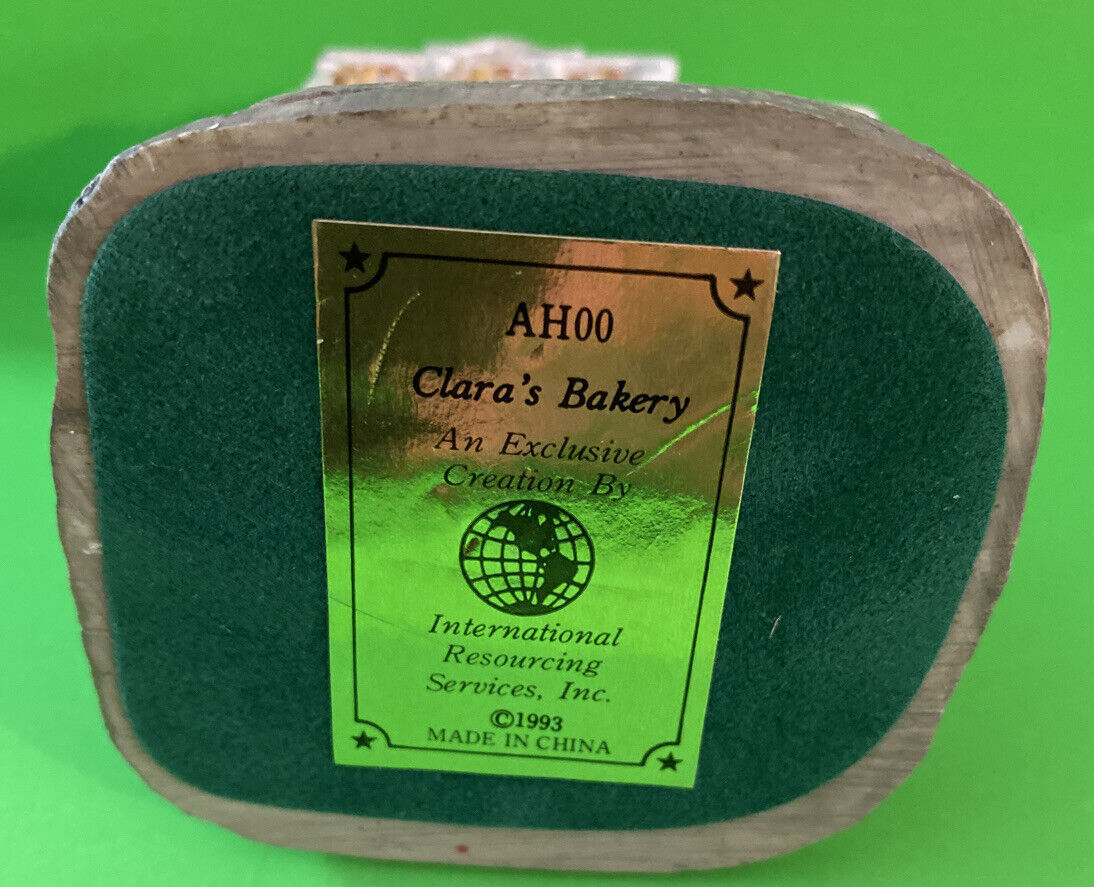 AH00
Clara's Bakery
An Exclusive
Creation By
International
Resourcing
Services, Inc.
©1993
MADE IN CHINA